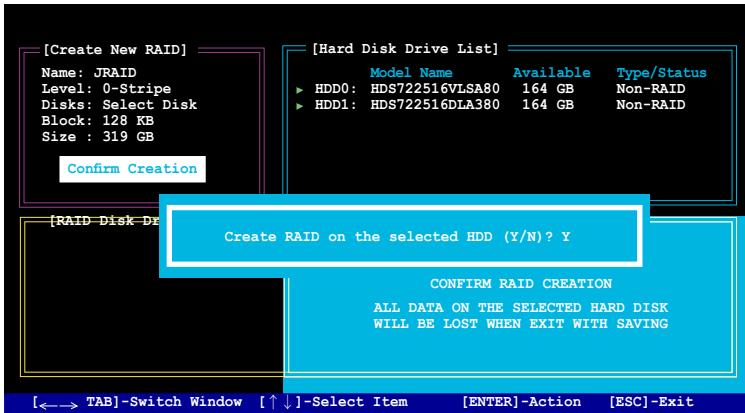 [Create New RAID]
Name: JRAID
Level: 0-Stripe
Disks: Select Disk
Block: 128 KB
Size : 319 GB
Confirm Creation
[Hard Disk Drive List]
Model Name Available Type/Status
► HDD0: HDS722516VLSA80 164 GB Non-RAID
► HDD1: HDS722516DLA380 164 GB Non-RAID
[RAID Disk Dr
Create RAID on the selected HDD (Y/N)? Y
CONFIRM RAID CREATION
ALL DATA ON THE SELECTED HARD DISK
WILL BE LOST WHEN EXIT WITH SAVING
[←→ TAB]-Switch Window [↑↓]-Select Item [ENTER]-Action [ESC]-Exit